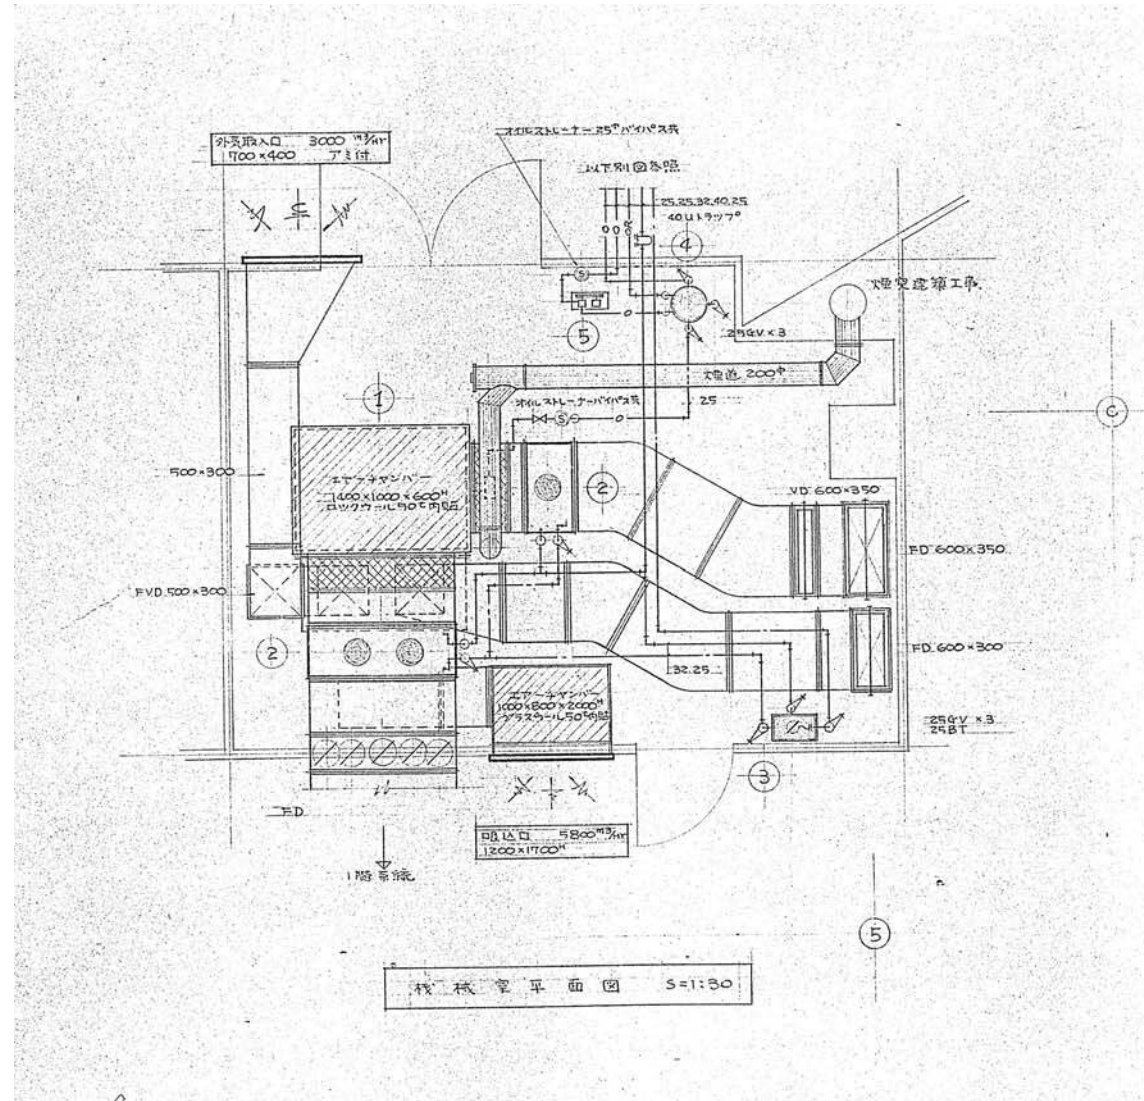 外気取入口 3000 m³/Hr
700×400 アミ付
オイルストレーナー 25φ バイパス共
以下別図参照
25.25.32.40.25
40 Uトラップ
4
煙突建築工事
5
25GV×3
煙道 200φ
1
オイルストレーナーバイパス共
25
S
C
500×300
エアーチャンバー
1400×1000×600H
ロックウール50t内貼
2
VD 600×350
FD 600×350
FVD 500×300
2
FD 600×300
32.25
エアーチャンバー
1000×800×2000H
グラスウール50t内貼
25GV×3
25BT
3
FD
吸込口 5800 m³/Hr
1200×1700H
1階系統
5
機械室平面図 S=1:30